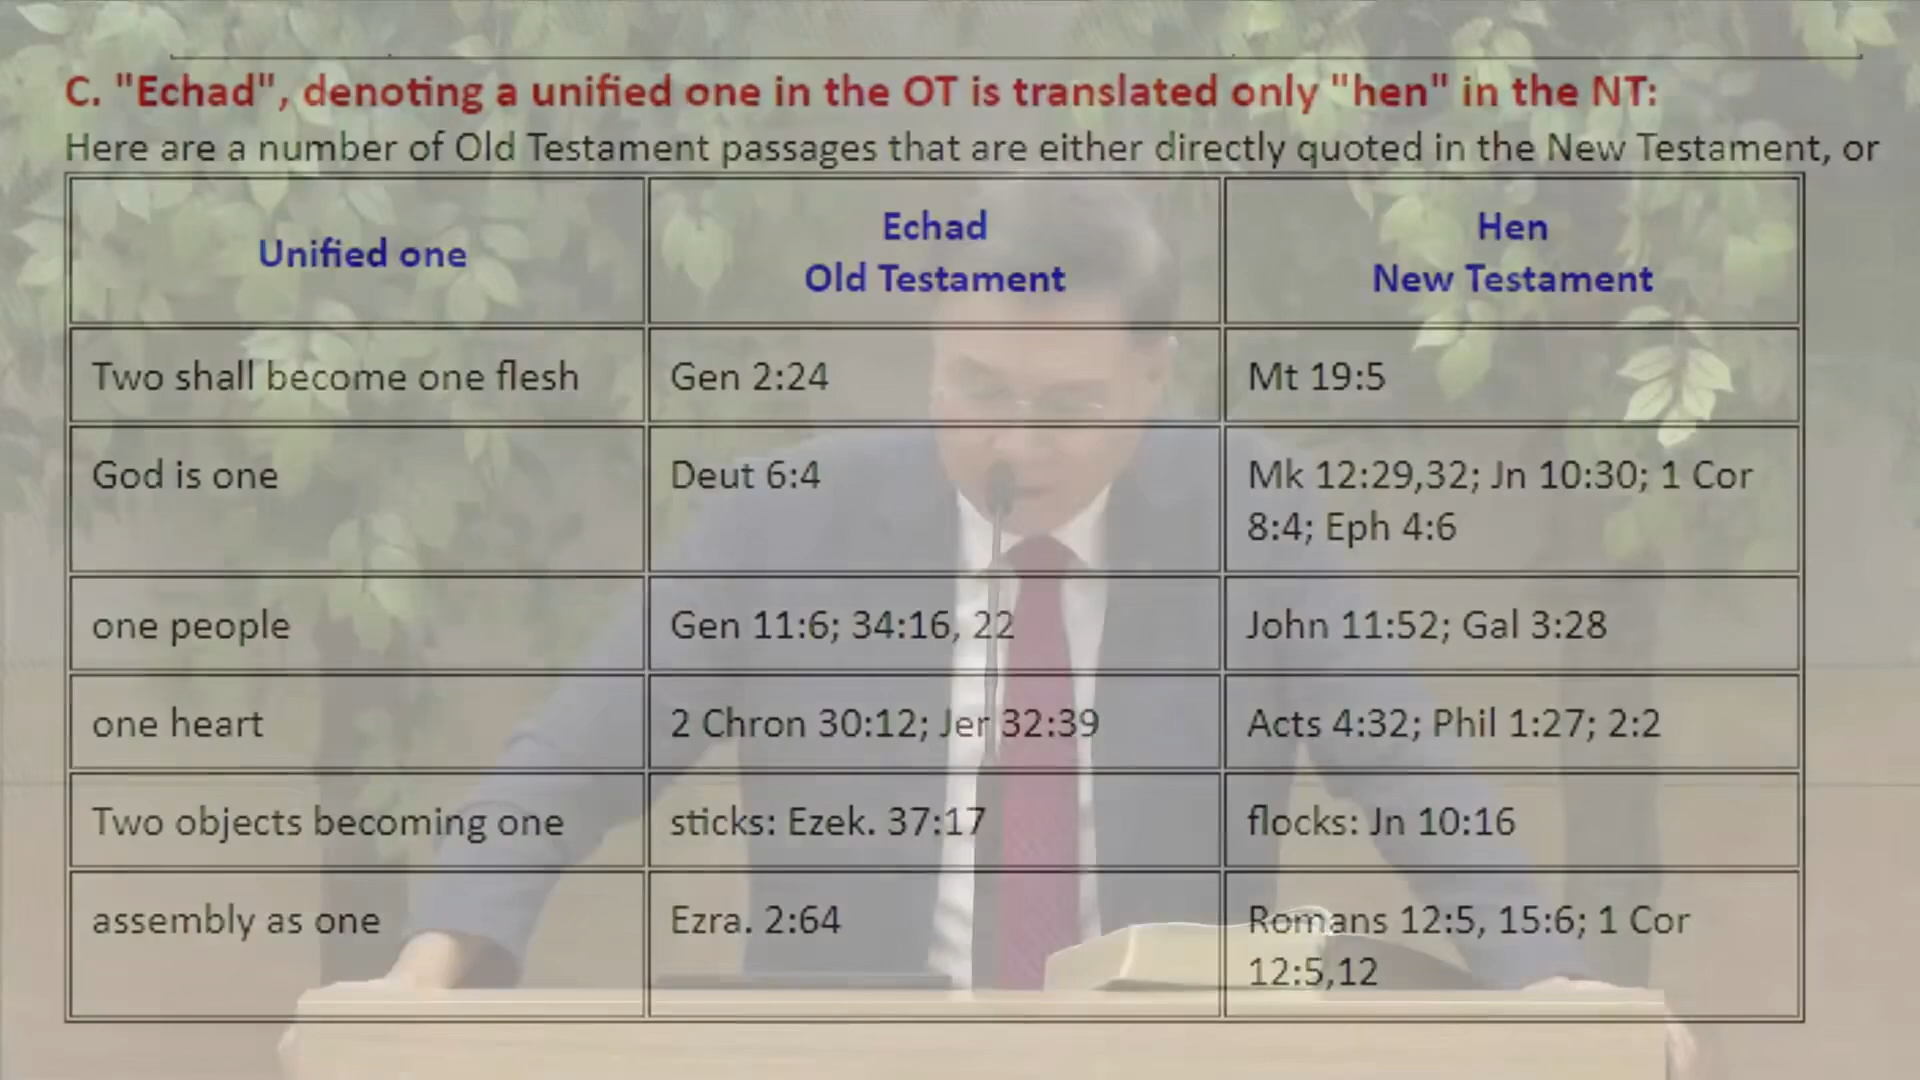 C. "Echad", denoting a unified one in the OT is translated only "hen" in the NT:
Here are a number of Old Testament passages that are either directly quoted in the New Testament, or
Unified one
Echad
Old Testament
Hen
New Testament
Two shall become one flesh
Gen 2:24
Mt 19:5
God is one
Deut 6:4
Mk 12:29,32; Jn 10:30; 1 Cor
8:4; Eph 4:6
one people
Gen 11:6; 34:16, 22
John 11:52; Gal 3:28
one heart
2 Chron 30:12; Jer 32:39
Acts 4:32; Phil 1:27; 2:2
Two objects becoming one
sticks: Ezek. 37:17
flocks: Jn 10:16
assembly as one
Ezra. 2:64
Romans 12:5, 15:6; 1 Cor
12:5,12